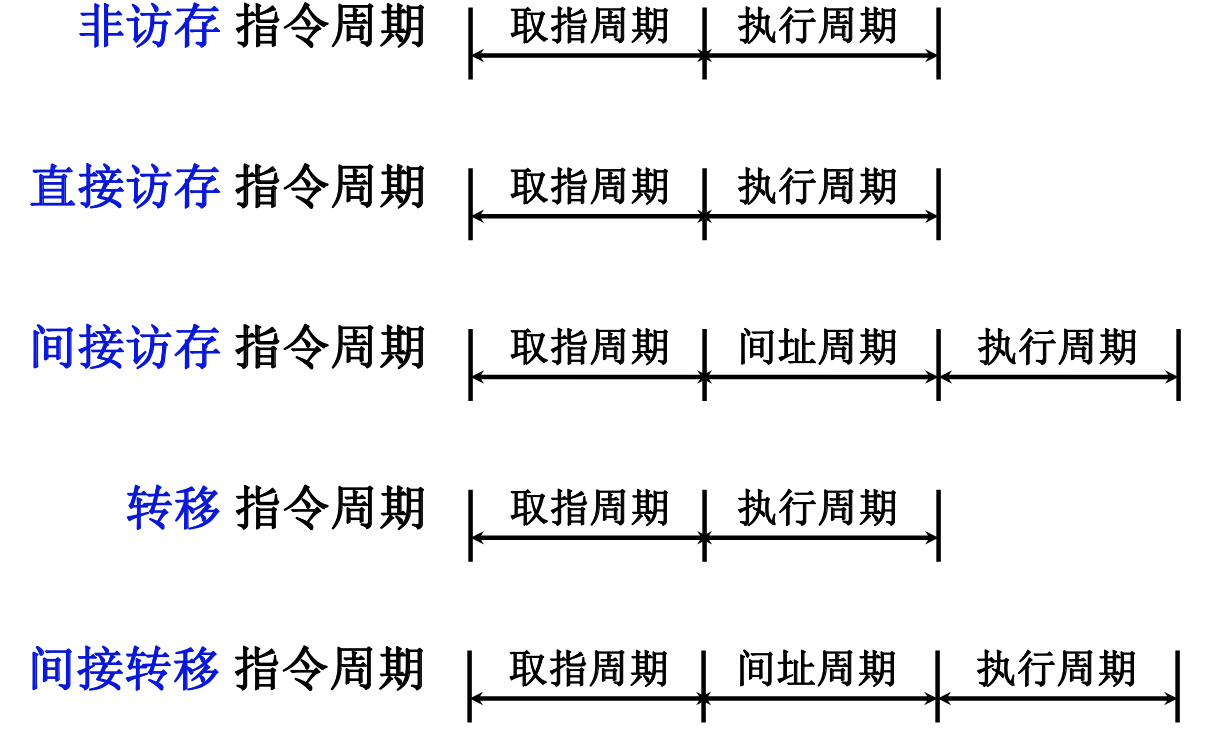 非访存 指令周期 取指周期 执行周期
直接访存 指令周期 取指周期 执行周期
间接访存 指令周期 取指周期 间址周期 执行周期
转移 指令周期 取指周期 执行周期
间接转移 指令周期 取指周期 间址周期 执行周期